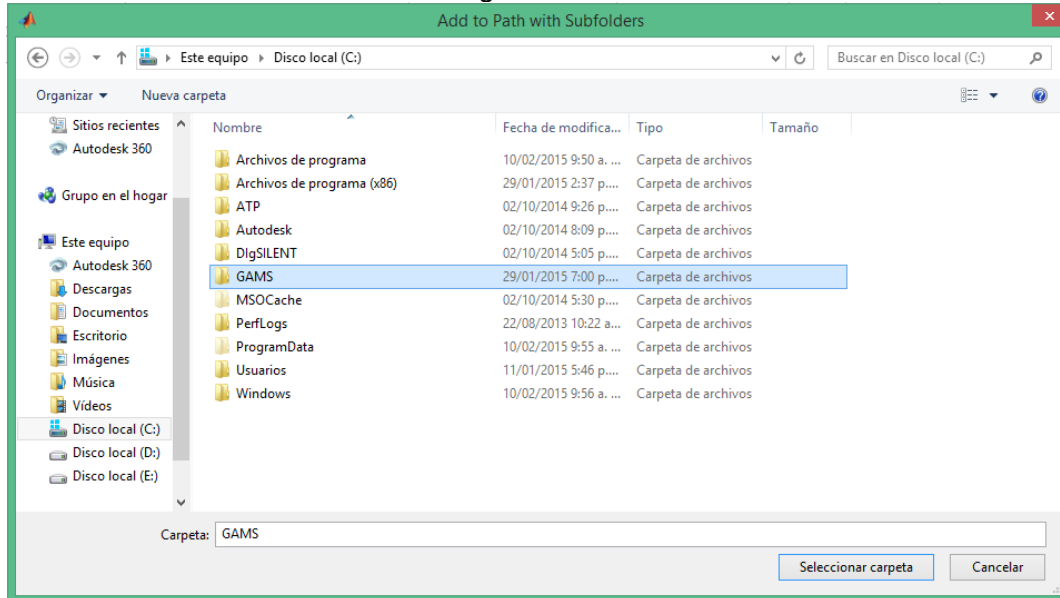 Add to Path with Subfolders
Este equipo Disco local (C:) Buscar en Disco local (C:)
Organizar Nueva carpeta
Sitios recientes
Autodesk 360
Grupo en el hogar
Este equipo
Autodesk 360
Descargas
Documentos
Escritorio
Imágenes
Música
Vídeos
Disco local (C:)
Disco local (D:)
Disco local (E:)
Nombre Fecha de modifica... Tipo Tamaño
Archivos de programa 10/02/2015 9:50 a. ... Carpeta de archivos
Archivos de programa (x86) 29/01/2015 2:37 p.... Carpeta de archivos
ATP 02/10/2014 9:26 p.... Carpeta de archivos
Autodesk 02/10/2014 8:09 p.... Carpeta de archivos
DIgSILENT 02/10/2014 5:05 p.... Carpeta de archivos
GAMS 29/01/2015 7:00 p.... Carpeta de archivos
MSOCache 02/10/2014 5:30 p.... Carpeta de archivos
PerfLogs 22/08/2013 10:22 a... Carpeta de archivos
ProgramData 10/02/2015 9:55 a. ... Carpeta de archivos
Usuarios 11/01/2015 5:46 p.... Carpeta de archivos
Windows 10/02/2015 9:56 a. ... Carpeta de archivos
Carpeta: GAMS
Seleccionar carpeta Cancelar